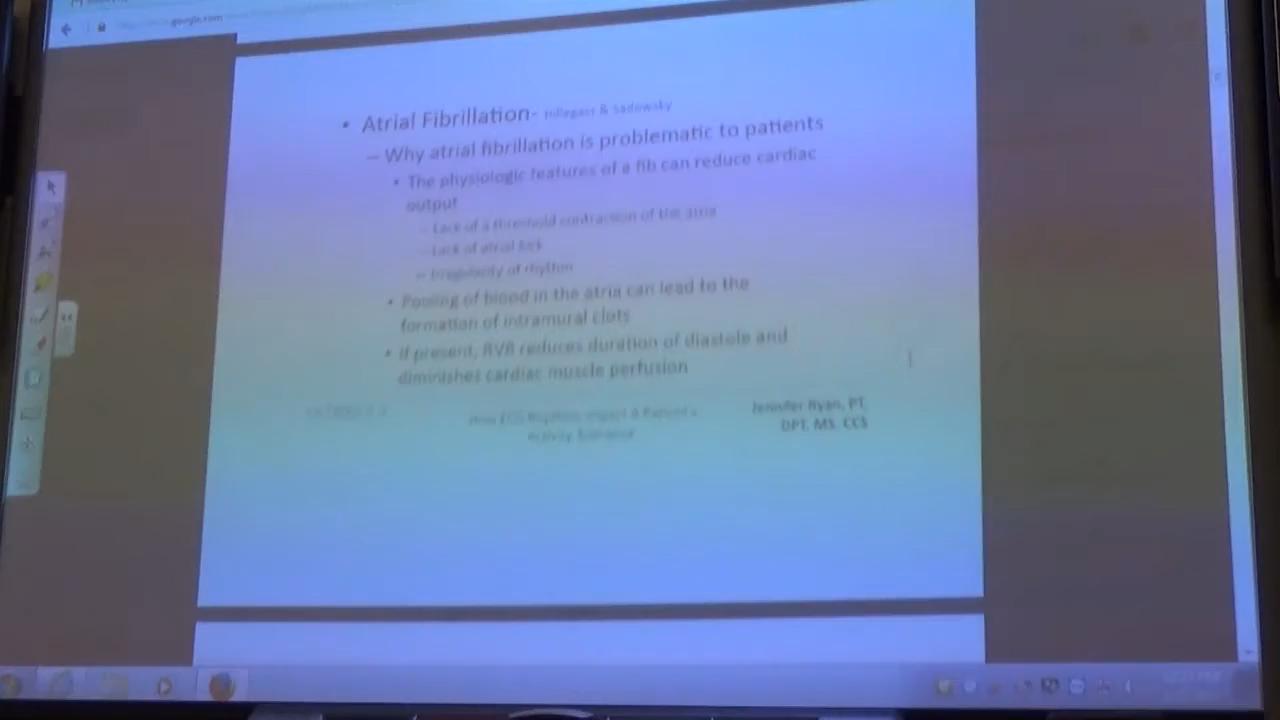 google.com
• Atrial Fibrillation- Hillegass & Sadowsky
– Why atrial fibrillation is problematic to patients
• The physiologic features of a fib can reduce cardiac
output
– Lack of a threshold contraction of the atria
– Lack of atrial kick
– Irregularity of rhythm
• Pooling of blood in the atria can lead to the
formation of intramural clots
• If present, RVR reduces duration of diastole and
diminishes cardiac muscle perfusion
How ECG Rhythms Impact A Patient's
Activity Tolerance
Jennifer Ryan, PT,
DPT, MS, CCS